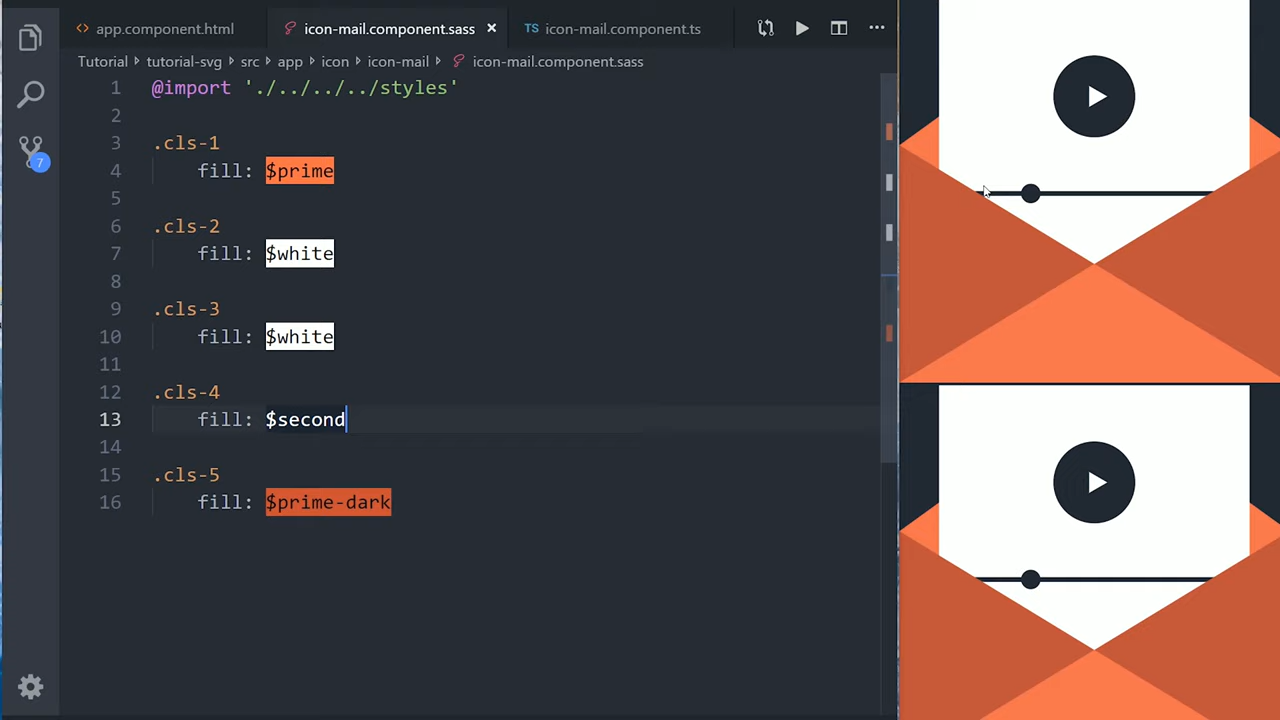 app.component.html
icon-mail.component.sass
TS icon-mail.component.ts
Tutorial tutorial-svg src app icon icon-mail icon-mail.component.sass
1 @import './../../../styles'
2
3 .cls-1
4 fill: $prime
5
6 .cls-2
7 fill: $white
8
9 .cls-3
10 fill: $white
11
12 .cls-4
13 fill: $second
14
15 .cls-5
16 fill: $prime-dark
7